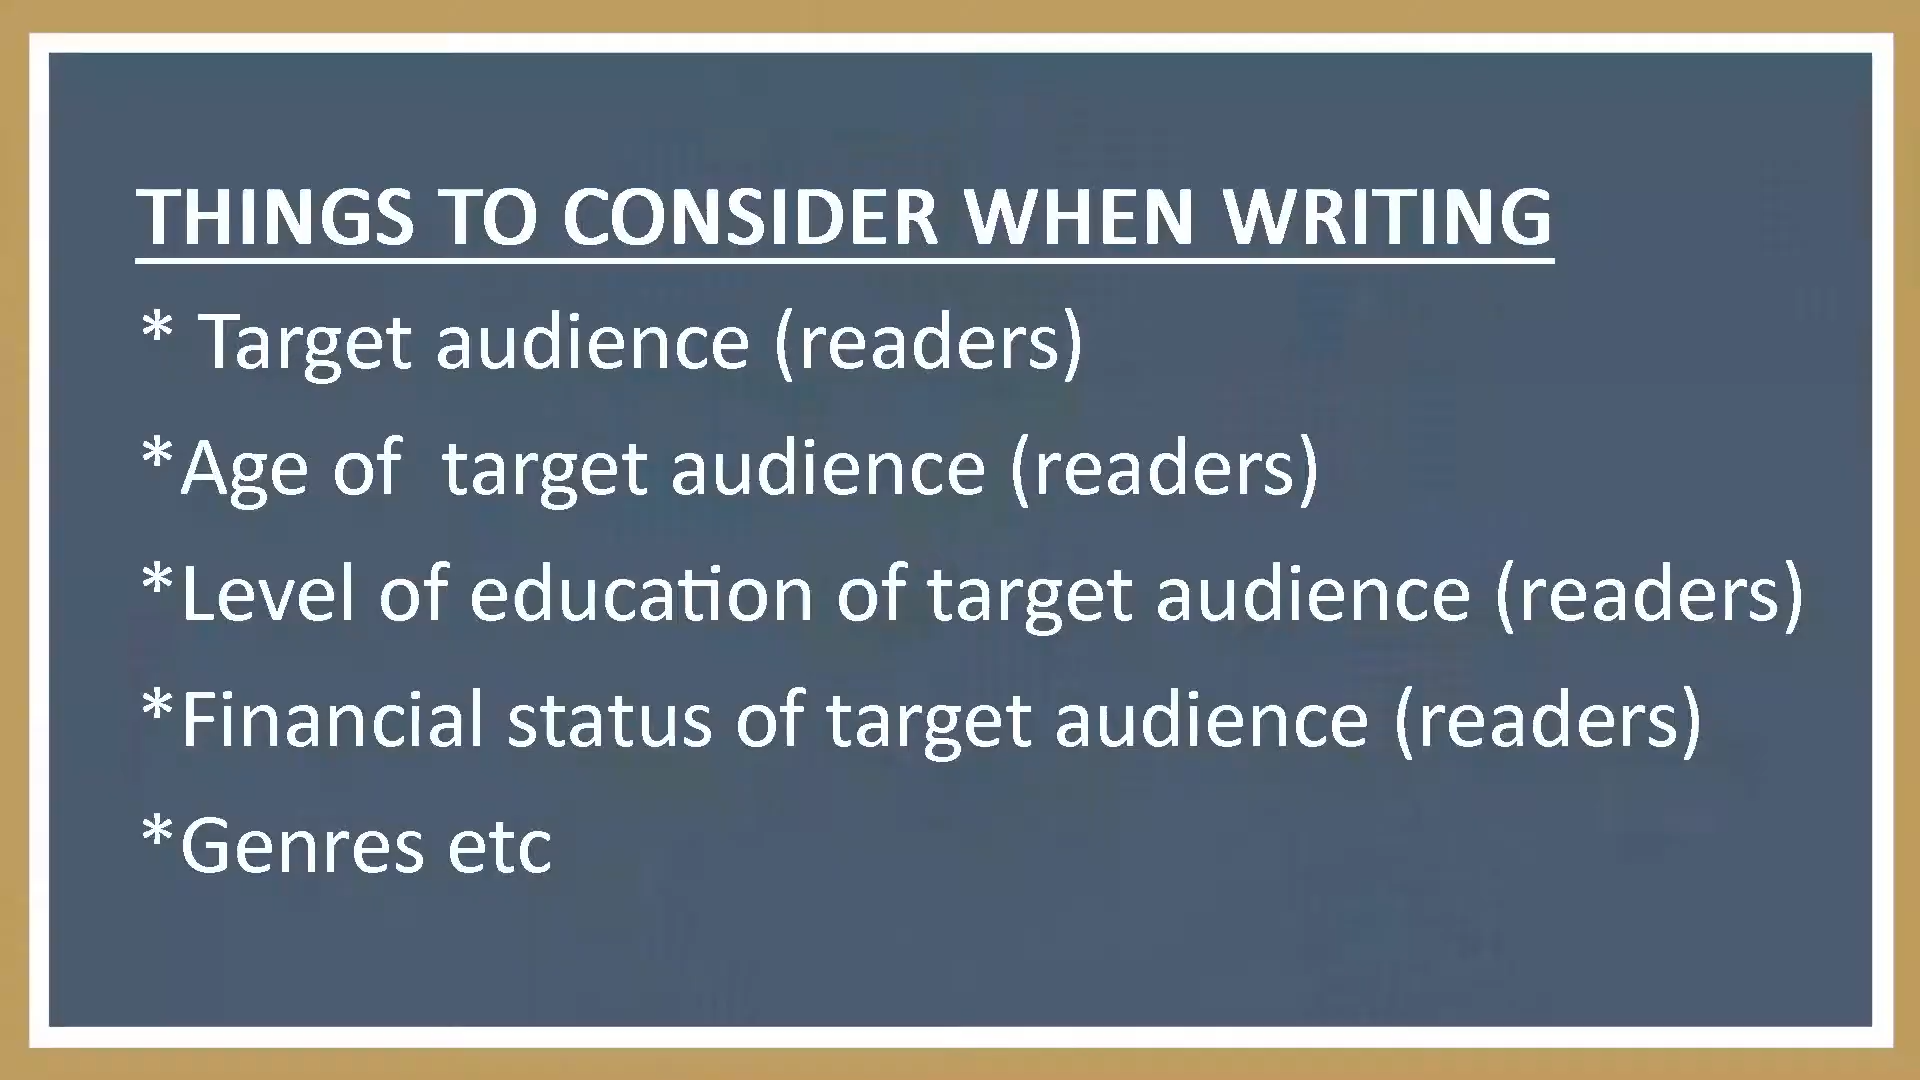 THINGS TO CONSIDER WHEN WRITING
* Target audience (readers)
*Age of  target audience (readers)
*Level of education of target audience (readers)
*Financial status of target audience (readers)
*Genres etc